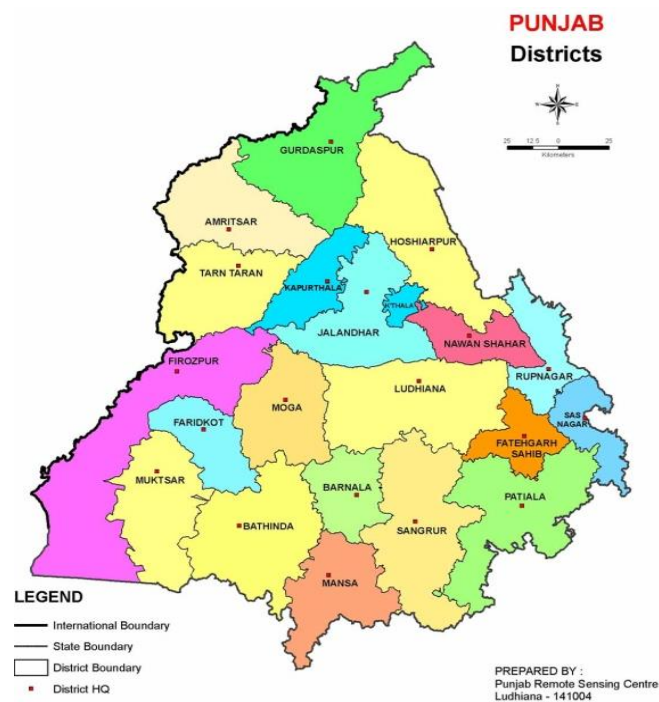 PUNJAB
Districts
25 12.5 0 25
Kilometers
GURDASPUR
AMRITSAR
HOSHIARPUR
TARN TARAN
KAPURTHALA
K'THALA
JALANDHAR
NAWAN SHAHAR
FIROZPUR
RUPNAGAR
LUDHIANA
MOGA
SAS
NAGAR
FARIDKOT
FATEHGARH
SAHIB
MUKTSAR
BARNALA
PATIALA
BATHINDA
SANGRUR
MANSA
LEGEND
International Boundary
State Boundary
District Boundary
District HQ
PREPARED BY :
Punjab Remote Sensing Centre
Ludhiana - 141004